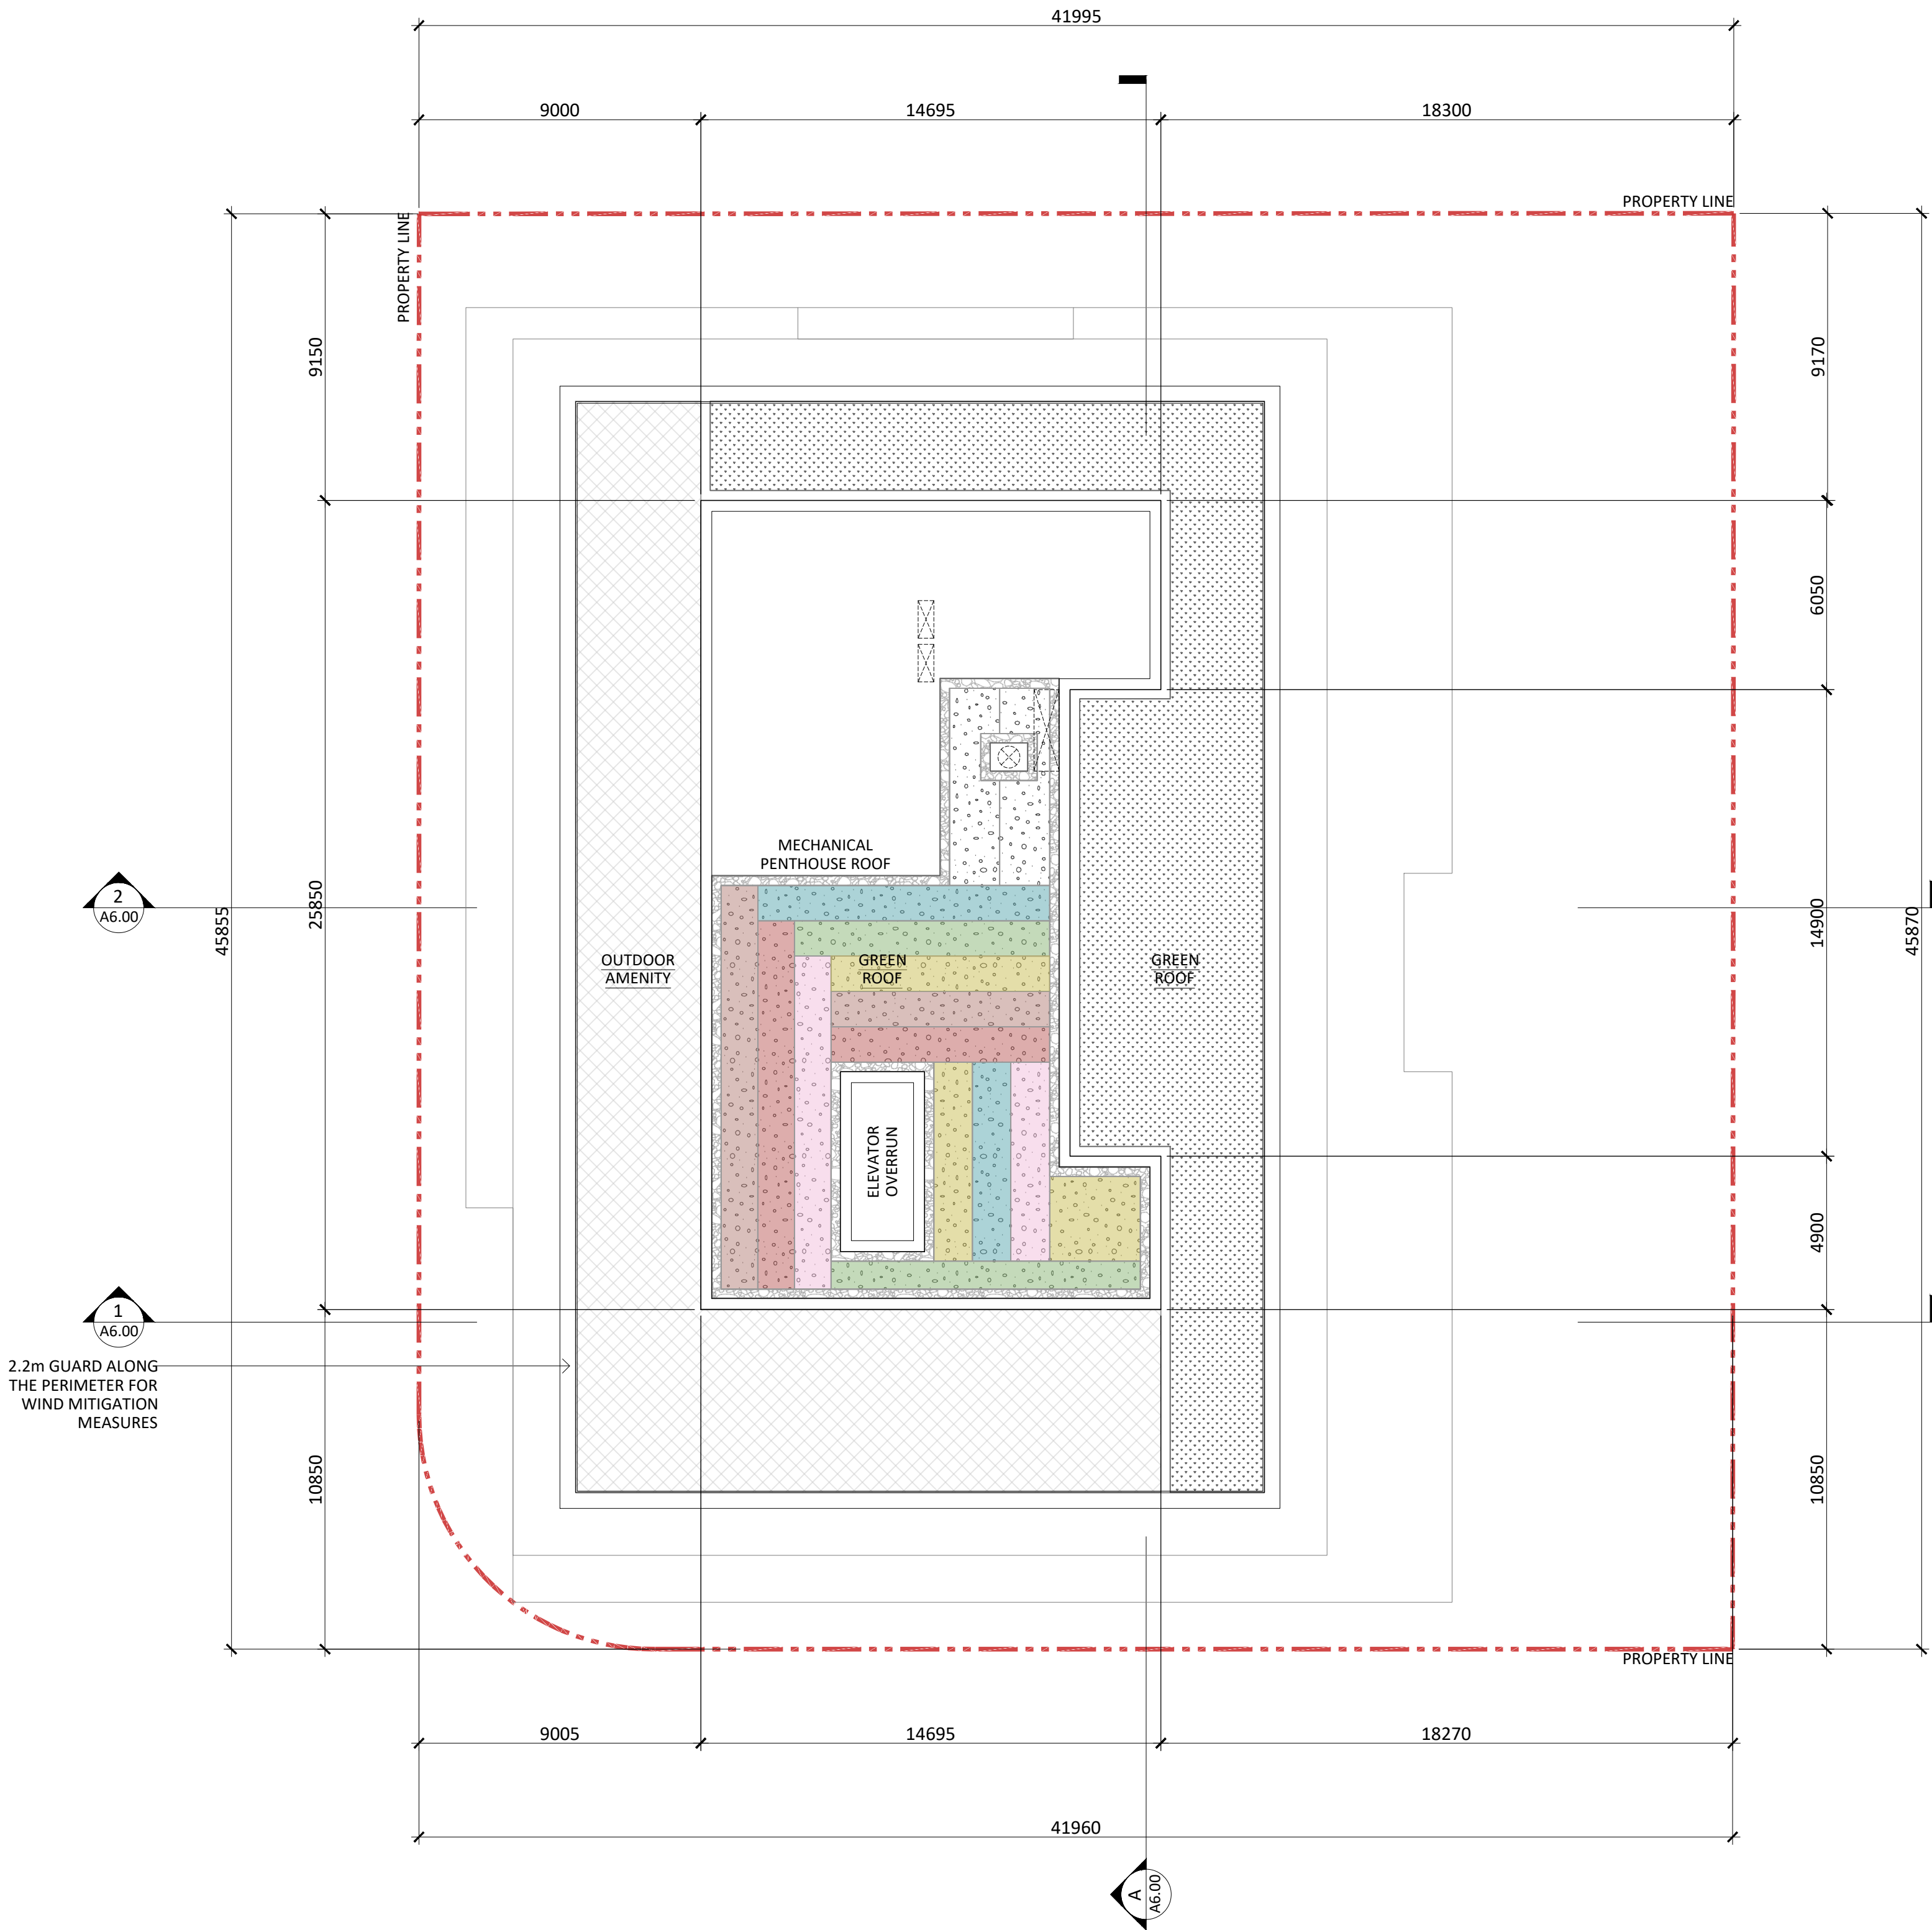 41995
9000
14695
18300
PROPERTY LINE
PROPERTY LINE
9150
9170
6050
MECHANICAL
PENTHOUSE ROOF
2
A6.00
45855
25850
14900
45870
OUTDOOR
AMENITY
GREEN
ROOF
GREEN
ROOF
ELEVATOR
OVERRUN
4900
1
A6.00
2.2m GUARD ALONG
THE PERIMETER FOR
WIND MITIGATION
MEASURES
10850
10850
PROPERTY LINE
9005
14695
18270
41960
A
A6.00